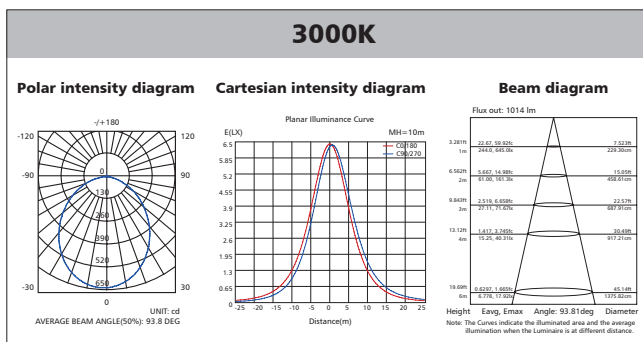 3000K
Polar intensity diagram
Cartesian intensity diagram
Beam diagram
-/+180
-120
120
-90
90
-30
30
0
0
130
260
390
520
650
UNIT: cd
AVERAGE BEAM ANGLE(50%): 93.8 DEG
Planar Illuminance Curve
E(LX)
MH=10m
C0/180
C90/270
6.5
5.85
5.2
4.55
3.9
3.25
2.6
1.95
1.3
0.65
-25 -20 -15 -10 -5 0 5 10 15 20 25
Distance(m)
Flux out: 1014 lm
3.281ft 22.67, 59.92fc 7.523ft
1m 244.0, 645.0lx 229.30cm
6.562ft 5.667, 14.98fc 15.05ft
2m 61.00, 161.3lx 458.61cm
9.843ft 2.519, 6.658fc 22.57ft
3m 27.11, 71.67lx 687.91cm
13.12ft 1.417, 3.745fc 30.49ft
4m 15.25, 40.31lx 917.21cm
19.69ft 0.6297, 1.665fc 45.14ft
6m 6.778, 17.92lx 1375.82cm
Height Eavg, Emax Angle: 93.81deg Diameter
Note: The Curves indicate the illuminated area and the average
illumination when the Luminaire is at different distance.